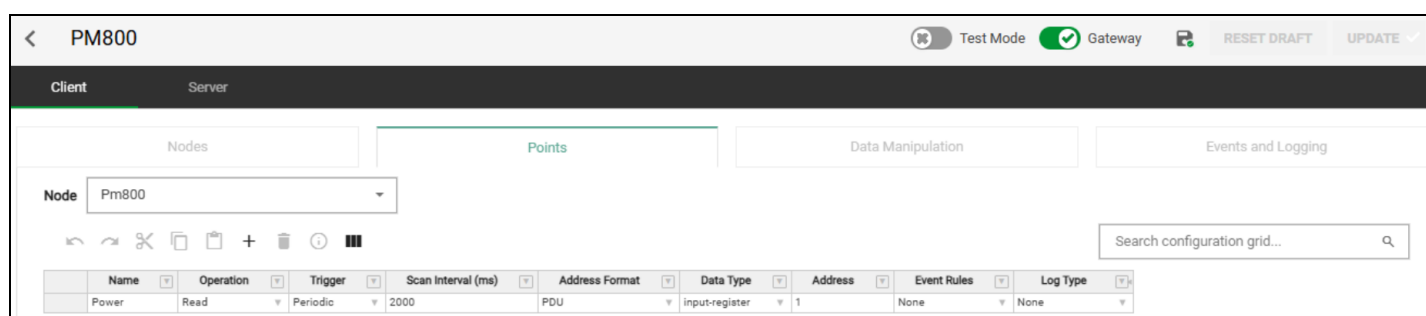 PM800 Test Mode Gateway RESET DRAFT UPDATE
Client Server
Nodes Points Data Manipulation Events and Logging
Node Pm800
Search configuration grid...
Name Operation Trigger Scan Interval (ms) Address Format Data Type Address Event Rules Log Type
Power Read Periodic 2000 PDU input-register 1 None None